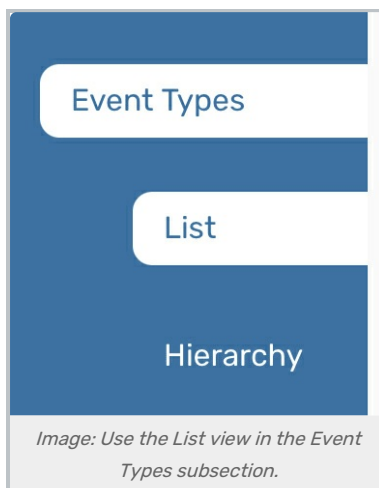 Event Types
List
Hierarchy
Image: Use the List view in the Event
Types subsection.